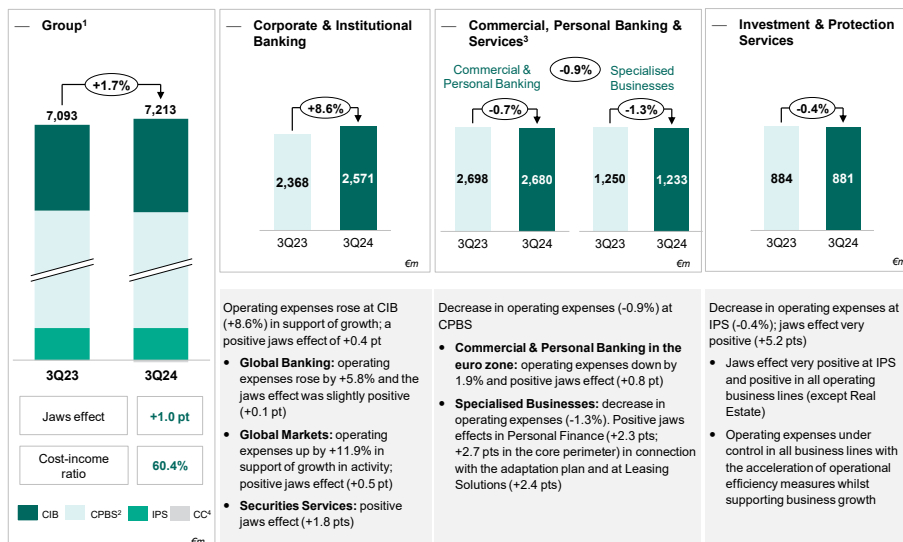 — Group¹
+1.7%
7,093
7,213
3Q23
3Q24
Jaws effect
+1.0 pt
Cost-income
ratio
60.4%
CIB
CPBS²
IPS
CC⁴
€m
— Corporate & Institutional
Banking
+8.6%
2,368
2,571
3Q23
3Q24
€m
Operating expenses rose at CIB
(+8.6%) in support of growth; a
positive jaws effect of +0.4 pt
• Global Banking: operating
expenses rose by +5.8% and the
jaws effect was slightly positive
(+0.1 pt)
• Global Markets: operating
expenses up by +11.9% in
support of growth in activity;
positive jaws effect (+0.5 pt)
• Securities Services: positive
jaws effect (+1.8 pts)
— Commercial, Personal Banking &
Services³
Commercial &
Personal Banking
-0.9%
Specialised
Businesses
-0.7%
-1.3%
2,698
2,680
1,250
1,233
3Q23
3Q24
3Q23
3Q24
€m
Decrease in operating expenses (-0.9%) at
CPBS
• Commercial & Personal Banking in the
euro zone: operating expenses down by
1.9% and positive jaws effect (+0.8 pt)
• Specialised Businesses: decrease in
operating expenses (-1.3%). Positive jaws
effects in Personal Finance (+2.3 pts;
+2.7 pts in the core perimeter) in connection
with the adaptation plan and at Leasing
Solutions (+2.4 pts)
— Investment & Protection
Services
-0.4%
884
881
3Q23
3Q24
€m
Decrease in operating expenses at
IPS (-0.4%); jaws effect very
positive (+5.2 pts)
• Jaws effect very positive at IPS
and positive in all operating
business lines (except Real
Estate)
• Operating expenses under
control in all business lines with
the acceleration of operational
efficiency measures whilst
supporting business growth